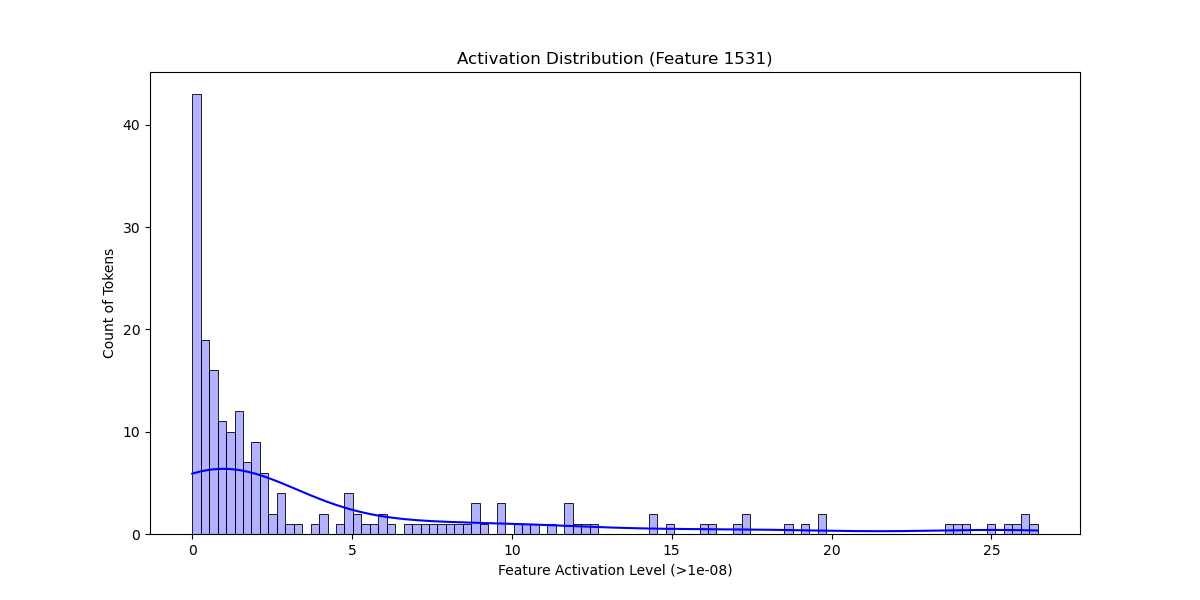 Activation Distribution (Feature 1531)
40
30
20
10
0
Count of Tokens
0 5 10 15 20 25
Feature Activation Level (>1e-08)